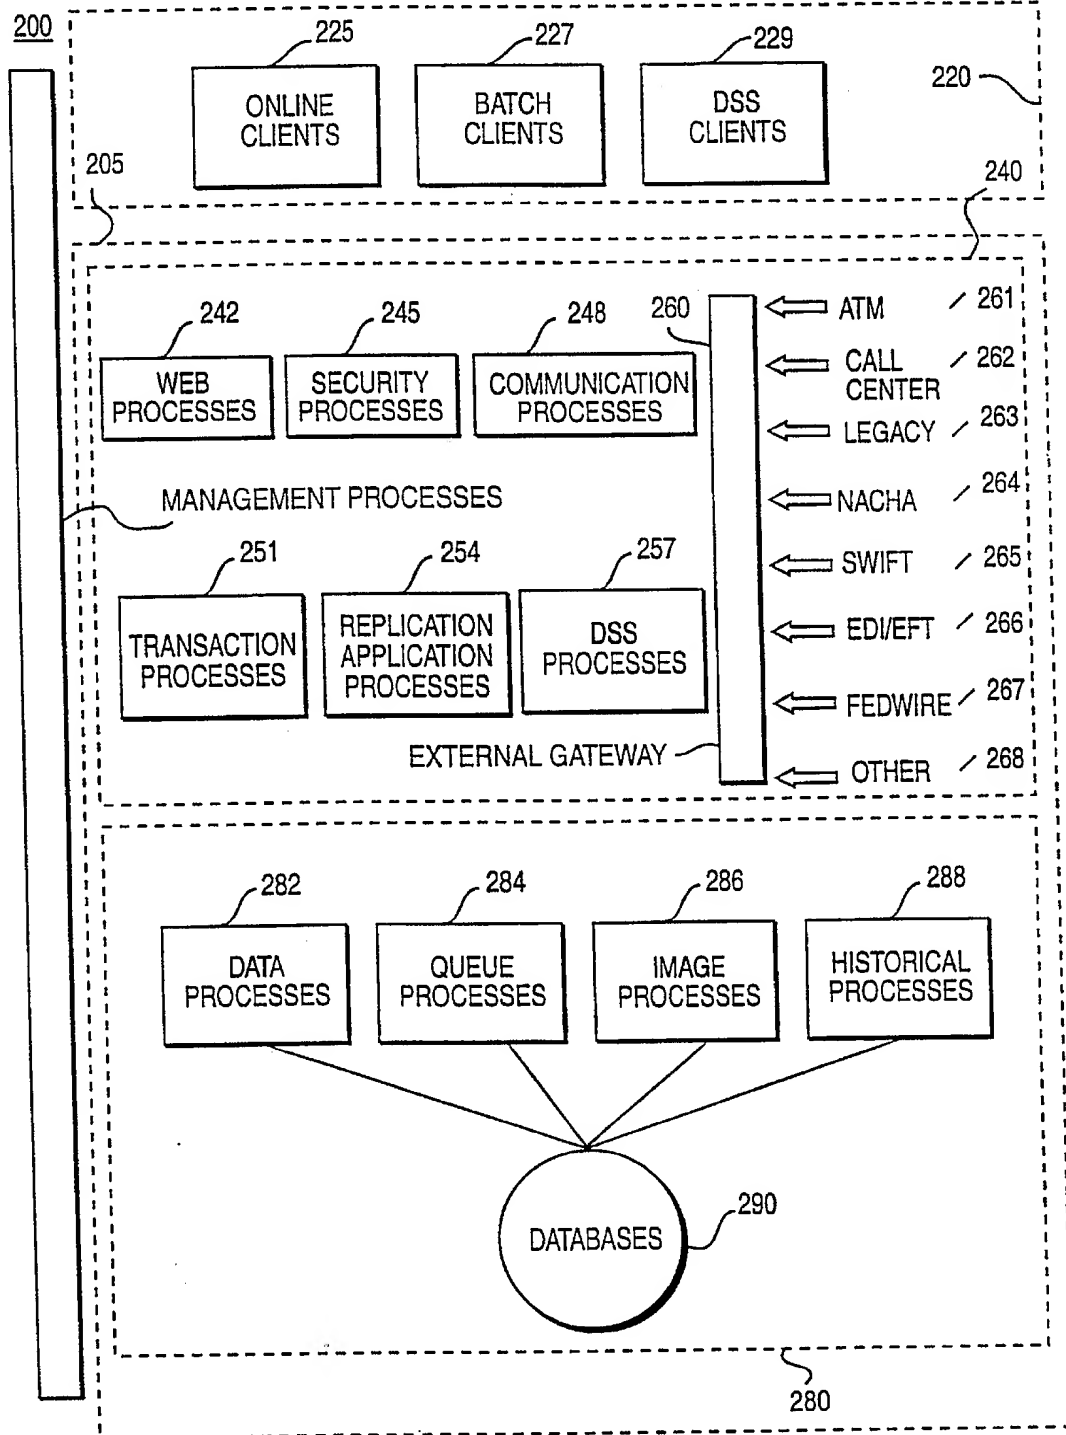 200
225
227
229
220
ONLINE
CLIENTS
BATCH
CLIENTS
DSS
CLIENTS
205
240
242
245
248
260
WEB
PROCESSES
SECURITY
PROCESSES
COMMUNICATION
PROCESSES
ATM
261
CALL
CENTER
262
LEGACY
263
NACHA
264
SWIFT
265
EDI/EFT
266
FEDWIRE
267
OTHER
268
MANAGEMENT PROCESSES
251
254
257
TRANSACTION
PROCESSES
REPLICATION
APPLICATION
PROCESSES
DSS
PROCESSES
EXTERNAL GATEWAY
282
284
286
288
DATA
PROCESSES
QUEUE
PROCESSES
IMAGE
PROCESSES
HISTORICAL
PROCESSES
DATABASES
290
280